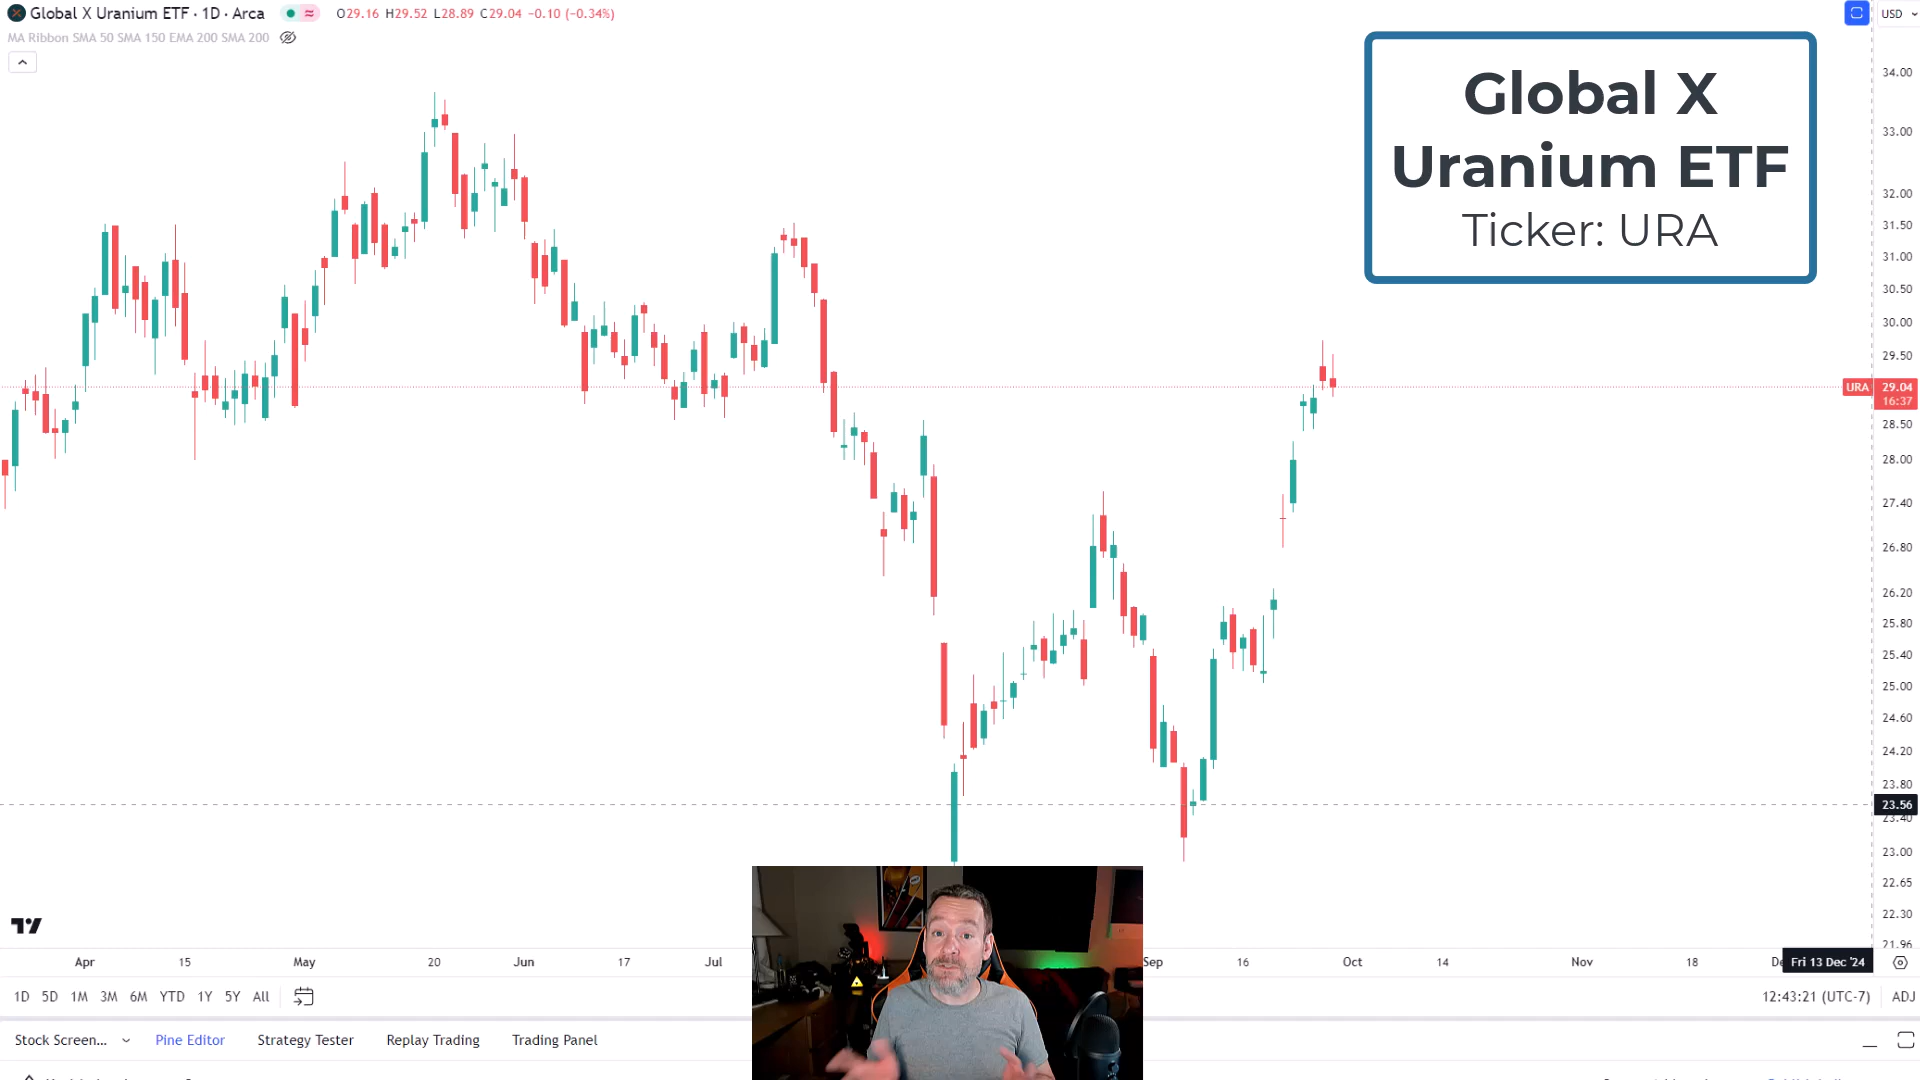 Global X Uranium ETF · 1D · Arca
O29.16 H29.52 L28.89 C29.04 −0.10 (−0.34%)
USD
MA Ribbon SMA 50 SMA 150 EMA 200 SMA 200
Global X
Uranium ETF
Ticker: URA
34.00
33.00
32.00
31.50
31.00
30.50
30.00
29.50
URA 29.04
16:37
28.50
28.00
27.40
26.80
26.20
25.80
25.40
25.00
24.60
24.20
23.80
23.56
23.40
23.00
22.65
22.30
21.96
Apr 15 May 20 Jun 17 Jul Sep 16 Oct 14 Nov 18 De Fri 13 Dec '24
1D 5D 1M 3M 6M YTD 1Y 5Y All
12:43:21 (UTC-7) ADJ
Stock Screen... Pine Editor Strategy Tester Replay Trading Trading Panel